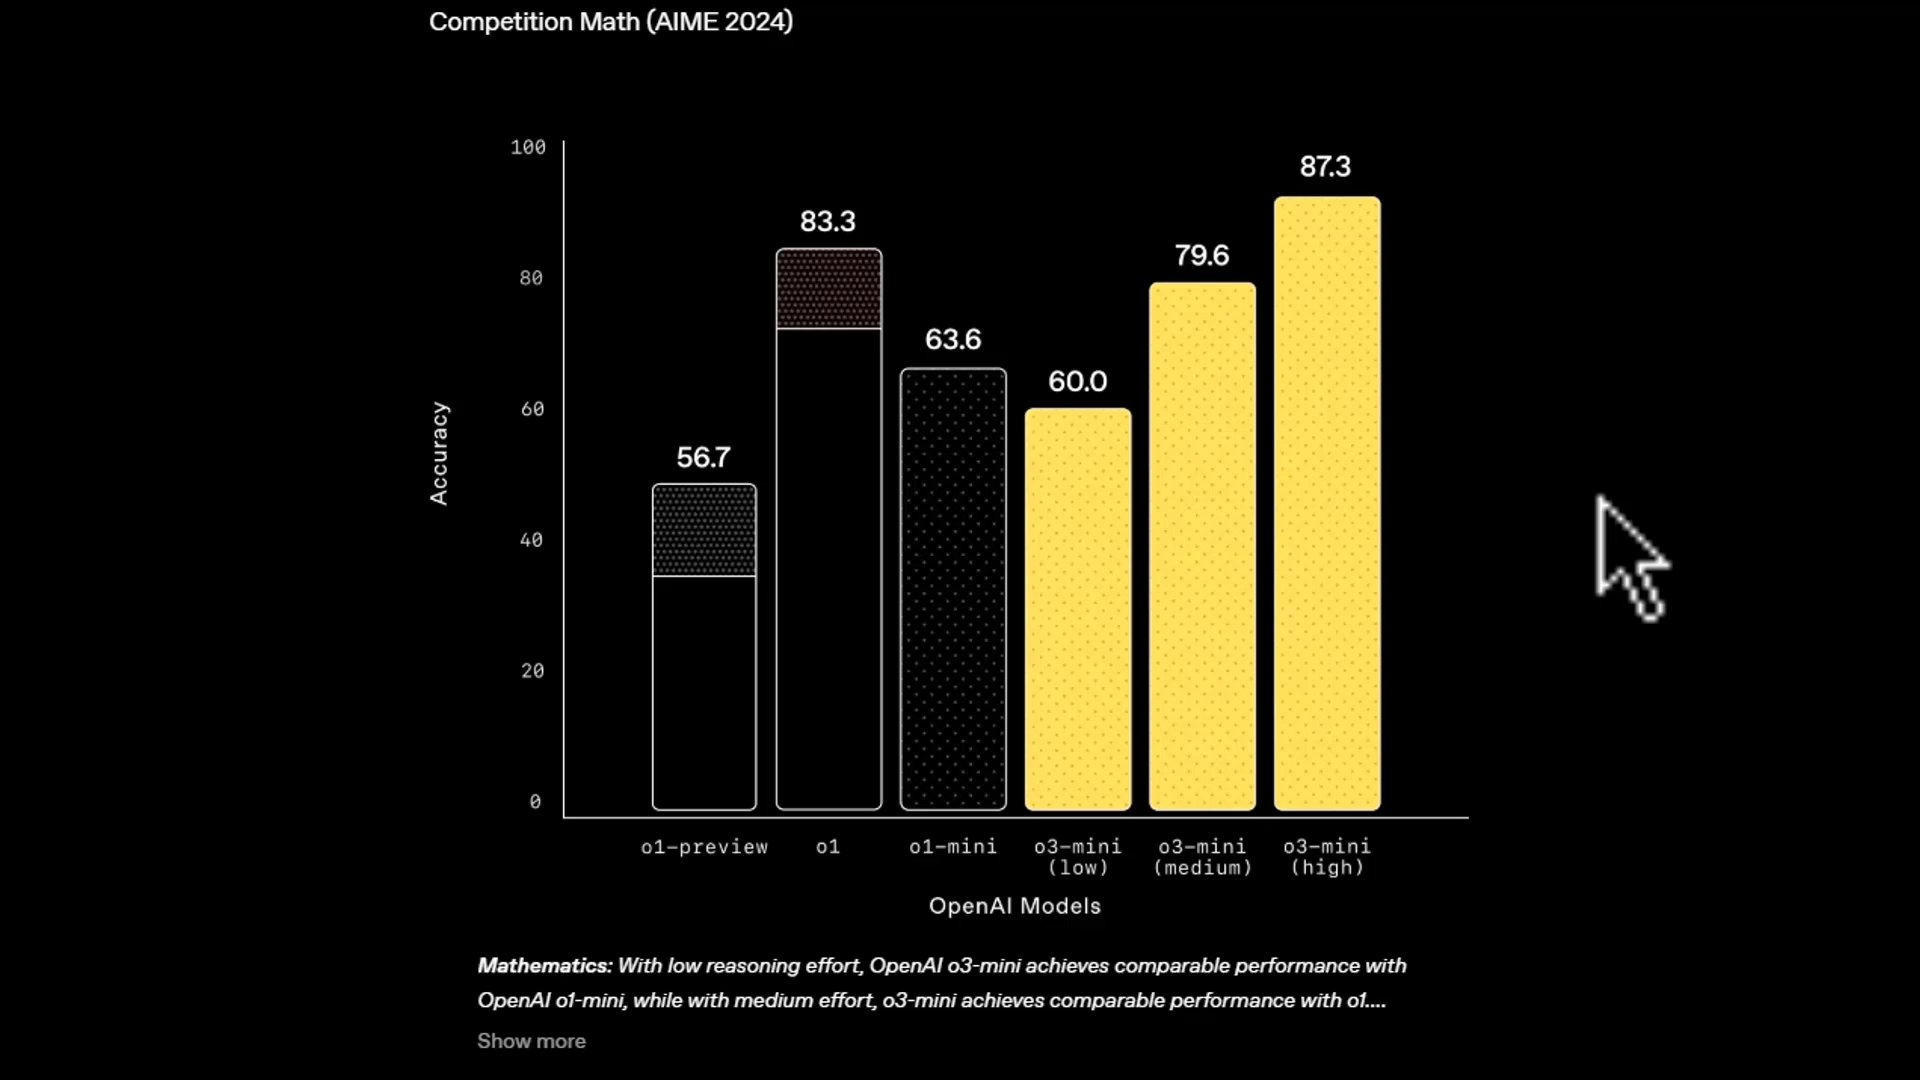 Competition Math (AIME 2024)
100
80
60
40
20
0
Accuracy
56.7
83.3
63.6
60.0
79.6
87.3
o1-preview
o1
o1-mini
o3-mini
(low)
o3-mini
(medium)
o3-mini
(high)
OpenAI Models
Mathematics: With low reasoning effort, OpenAI o3-mini achieves comparable performance with
OpenAI o1-mini, while with medium effort, o3-mini achieves comparable performance with o1....
Show more